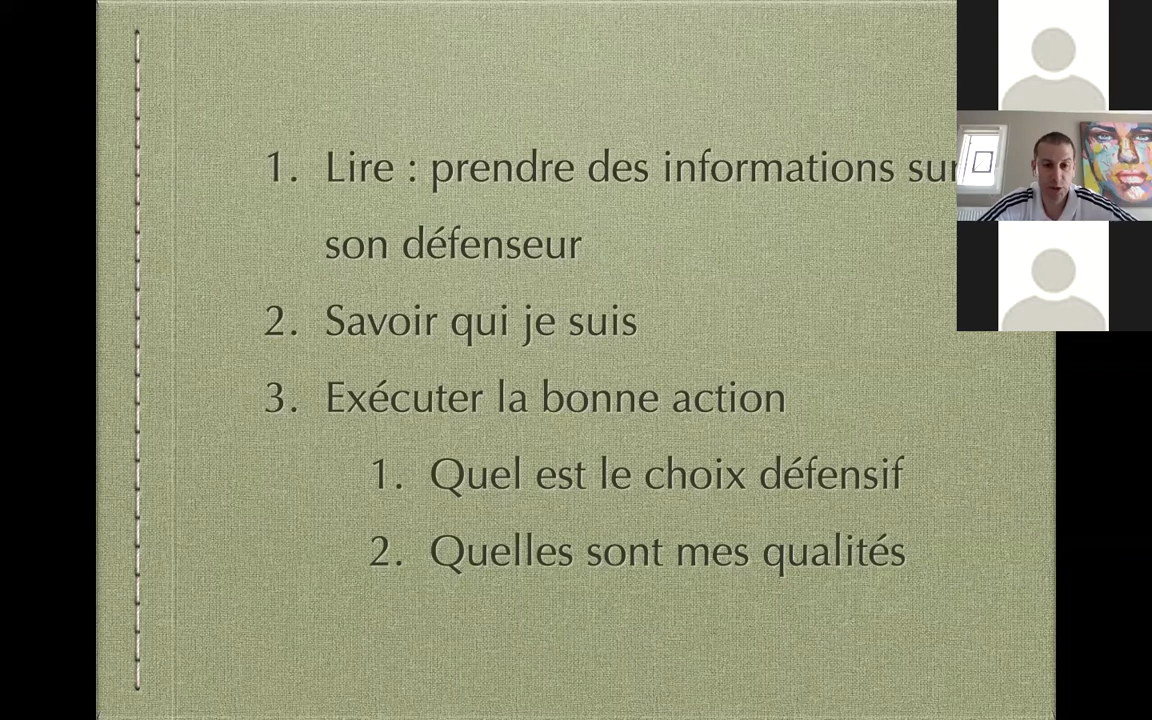 1. Lire : prendre des informations sur
son défenseur
2. Savoir qui je suis
3. Exécuter la bonne action
1. Quel est le choix défensif
2. Quelles sont mes qualités